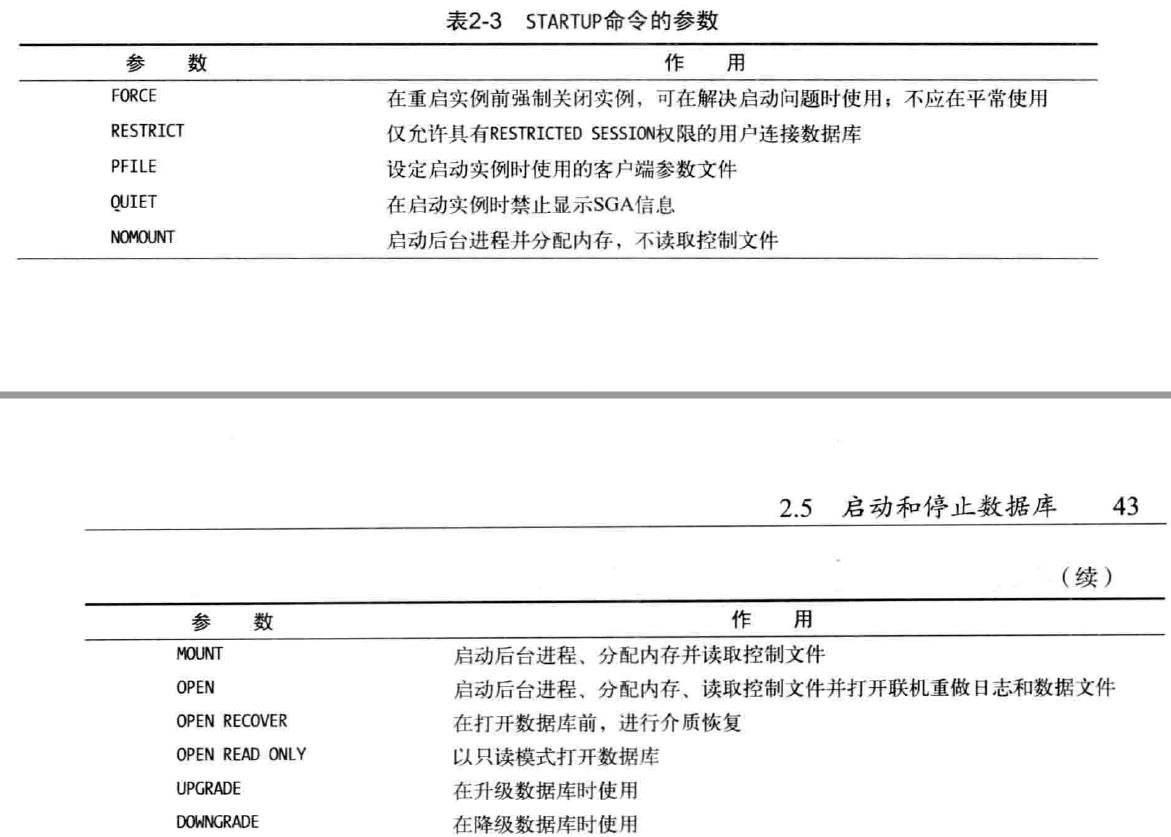 表2-3 STARTUP命令的参数
参 数 作 用
FORCE 在重启实例前强制关闭实例，可在解决启动问题时使用；不应在平常使用
RESTRICT 仅允许具有RESTRICTED SESSION权限的用户连接数据库
PFILE 设定启动实例时使用的客户端参数文件
QUIET 在启动实例时禁止显示SGA信息
NOMOUNT 启动后台进程并分配内存，不读取控制文件
2.5 启动和停止数据库 43
（续）
参 数 作 用
MOUNT 启动后台进程、分配内存并读取控制文件
OPEN 启动后台进程、分配内存、读取控制文件并打开联机重做日志和数据文件
OPEN RECOVER 在打开数据库前，进行介质恢复
OPEN READ ONLY 以只读模式打开数据库
UPGRADE 在升级数据库时使用
DOWNGRADE 在降级数据库时使用